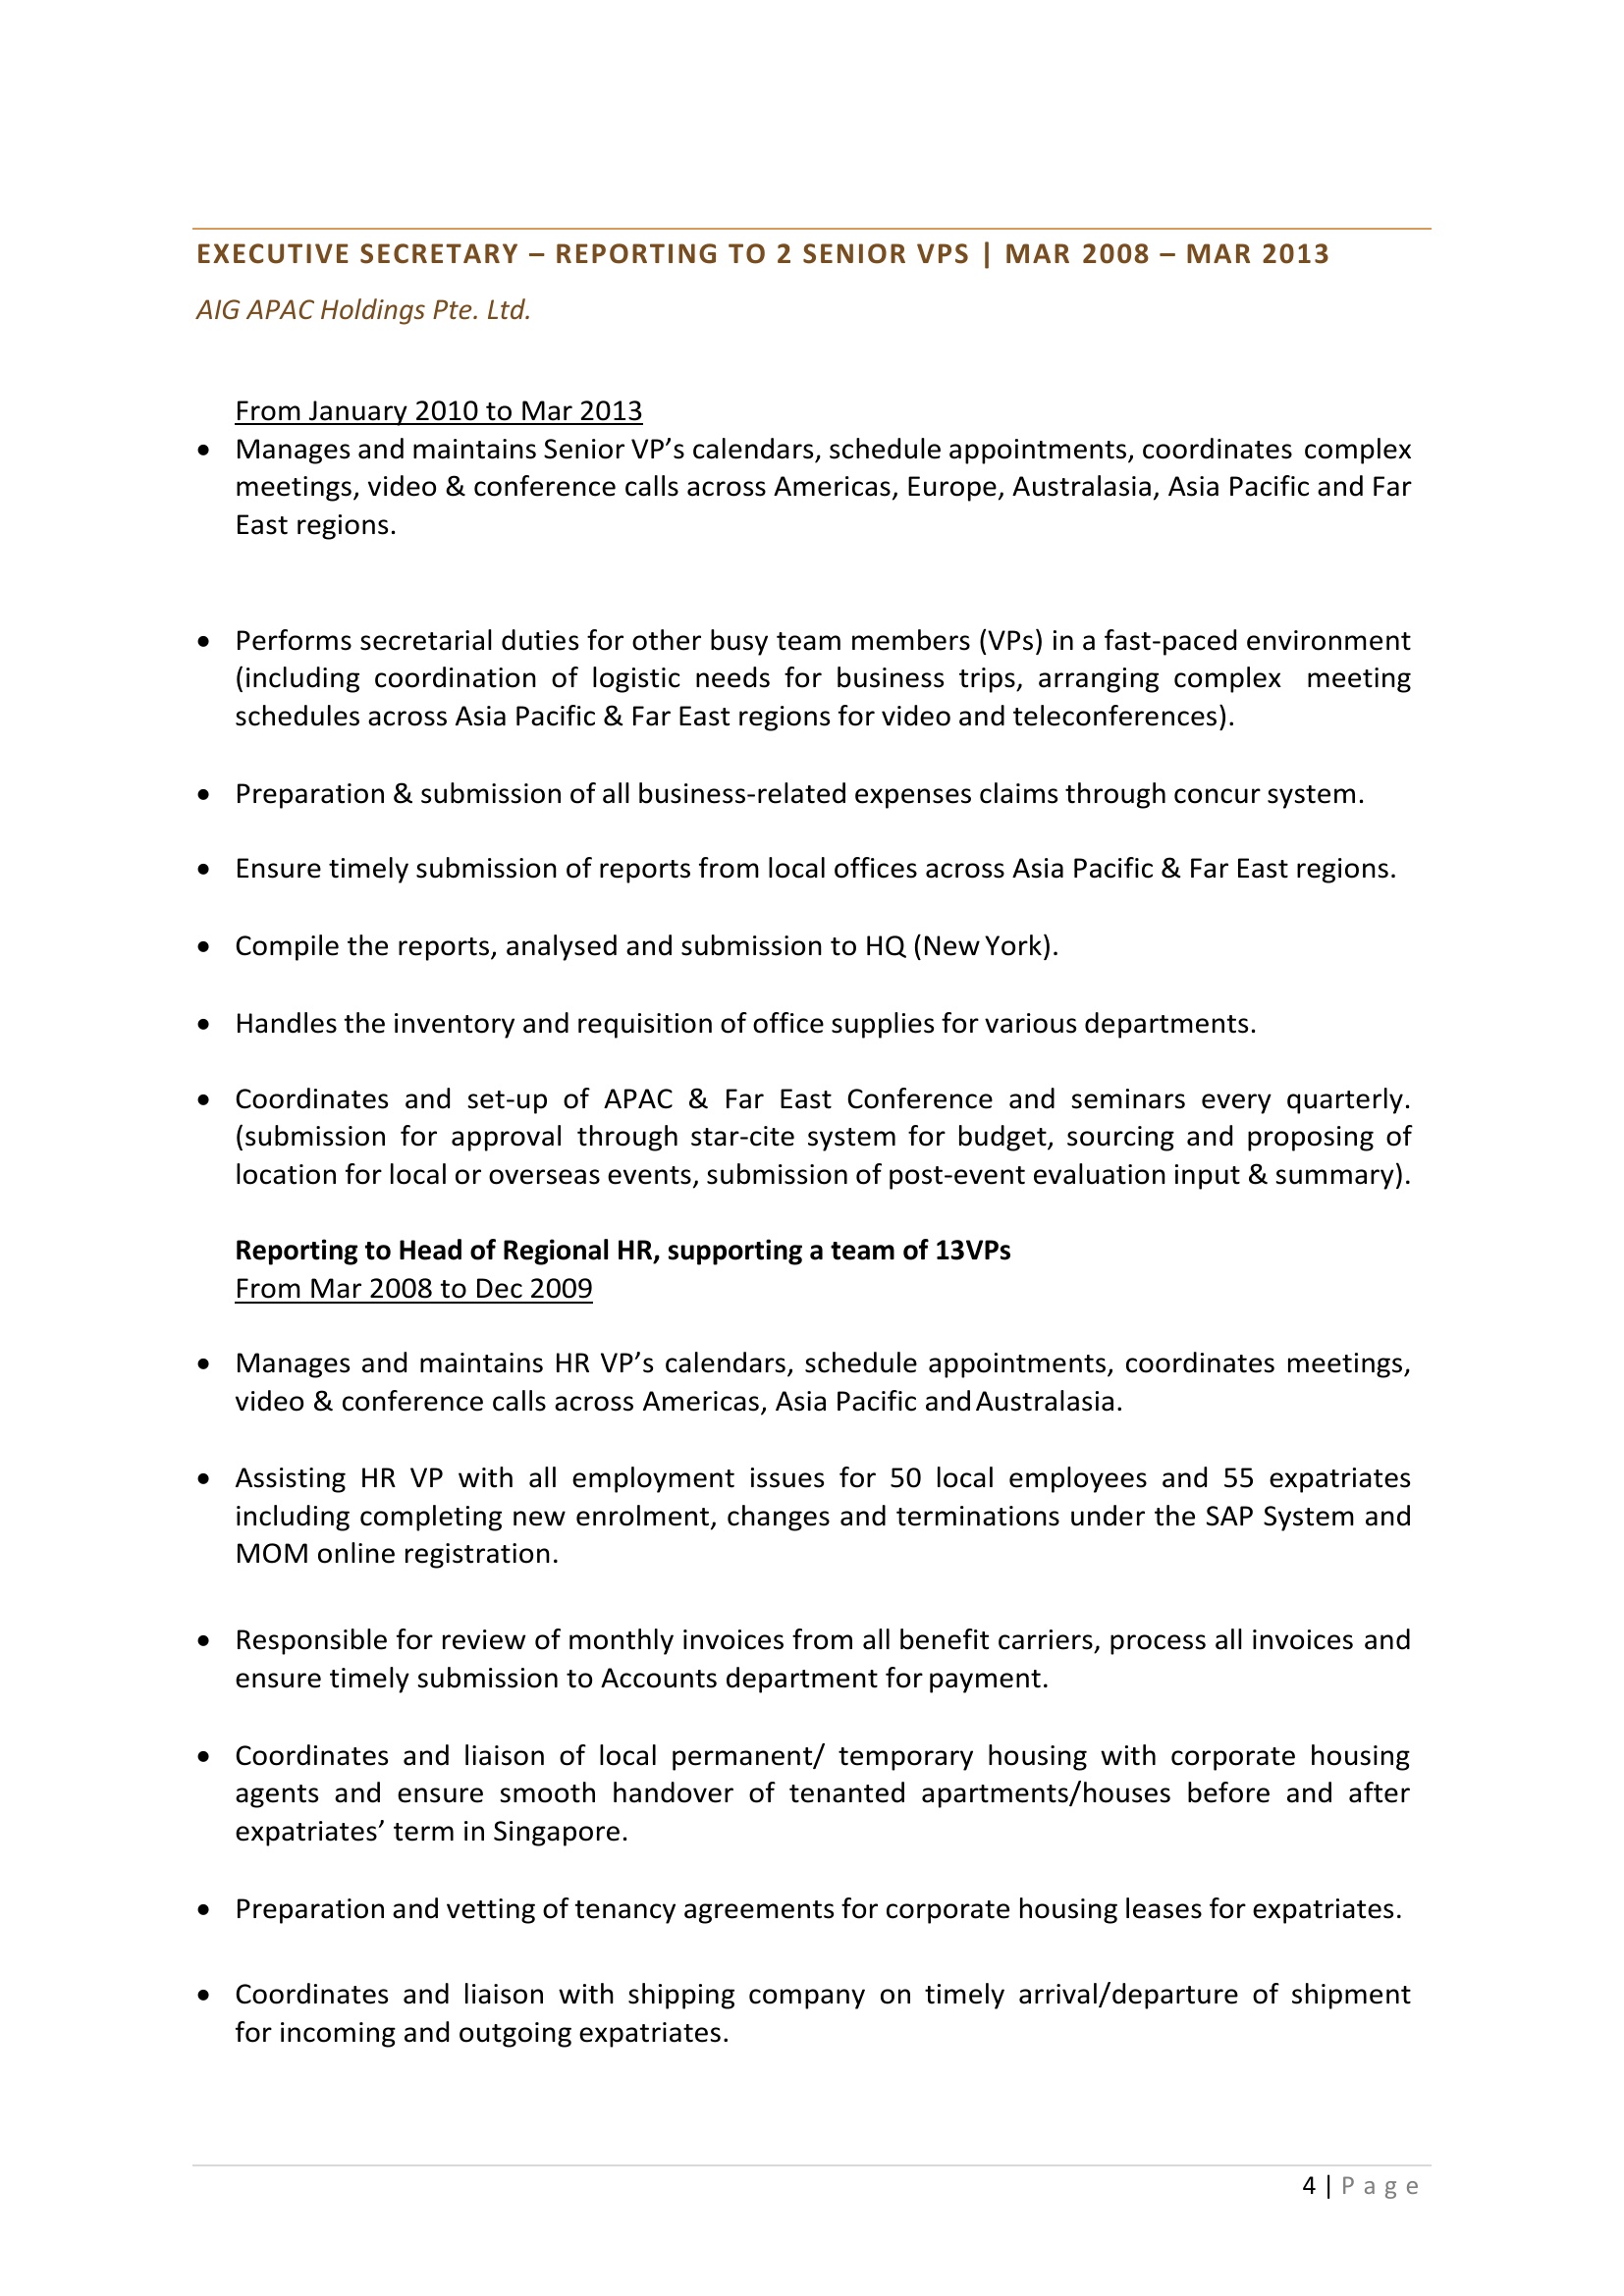 EXECUTIVE SECRETARY – REPORTING TO 2 SENIOR VPS | MAR 2008 – MAR 2013
AIG APAC Holdings Pte. Ltd.
From January 2010 to Mar 2013
• Manages and maintains Senior VP’s calendars, schedule appointments, coordinates complex
meetings, video & conference calls across Americas, Europe, Australasia, Asia Pacific and Far
East regions.
• Performs secretarial duties for other busy team members (VPs) in a fast-paced environment
(including coordination of logistic needs for business trips, arranging complex meeting
schedules across Asia Pacific & Far East regions for video and teleconferences).
• Preparation & submission of all business-related expenses claims through concur system.
• Ensure timely submission of reports from local offices across Asia Pacific & Far East regions.
• Compile the reports, analysed and submission to HQ (New York).
• Handles the inventory and requisition of office supplies for various departments.
• Coordinates and set-up of APAC & Far East Conference and seminars every quarterly.
(submission for approval through star-cite system for budget, sourcing and proposing of
location for local or overseas events, submission of post-event evaluation input & summary).
Reporting to Head of Regional HR, supporting a team of 13VPs
From Mar 2008 to Dec 2009
• Manages and maintains HR VP’s calendars, schedule appointments, coordinates meetings,
video & conference calls across Americas, Asia Pacific and Australasia.
• Assisting HR VP with all employment issues for 50 local employees and 55 expatriates
including completing new enrolment, changes and terminations under the SAP System and
MOM online registration.
• Responsible for review of monthly invoices from all benefit carriers, process all invoices and
ensure timely submission to Accounts department for payment.
• Coordinates and liaison of local permanent/ temporary housing with corporate housing
agents and ensure smooth handover of tenanted apartments/houses before and after
expatriates’ term in Singapore.
• Preparation and vetting of tenancy agreements for corporate housing leases for expatriates.
• Coordinates and liaison with shipping company on timely arrival/departure of shipment
for incoming and outgoing expatriates.
4 | Page